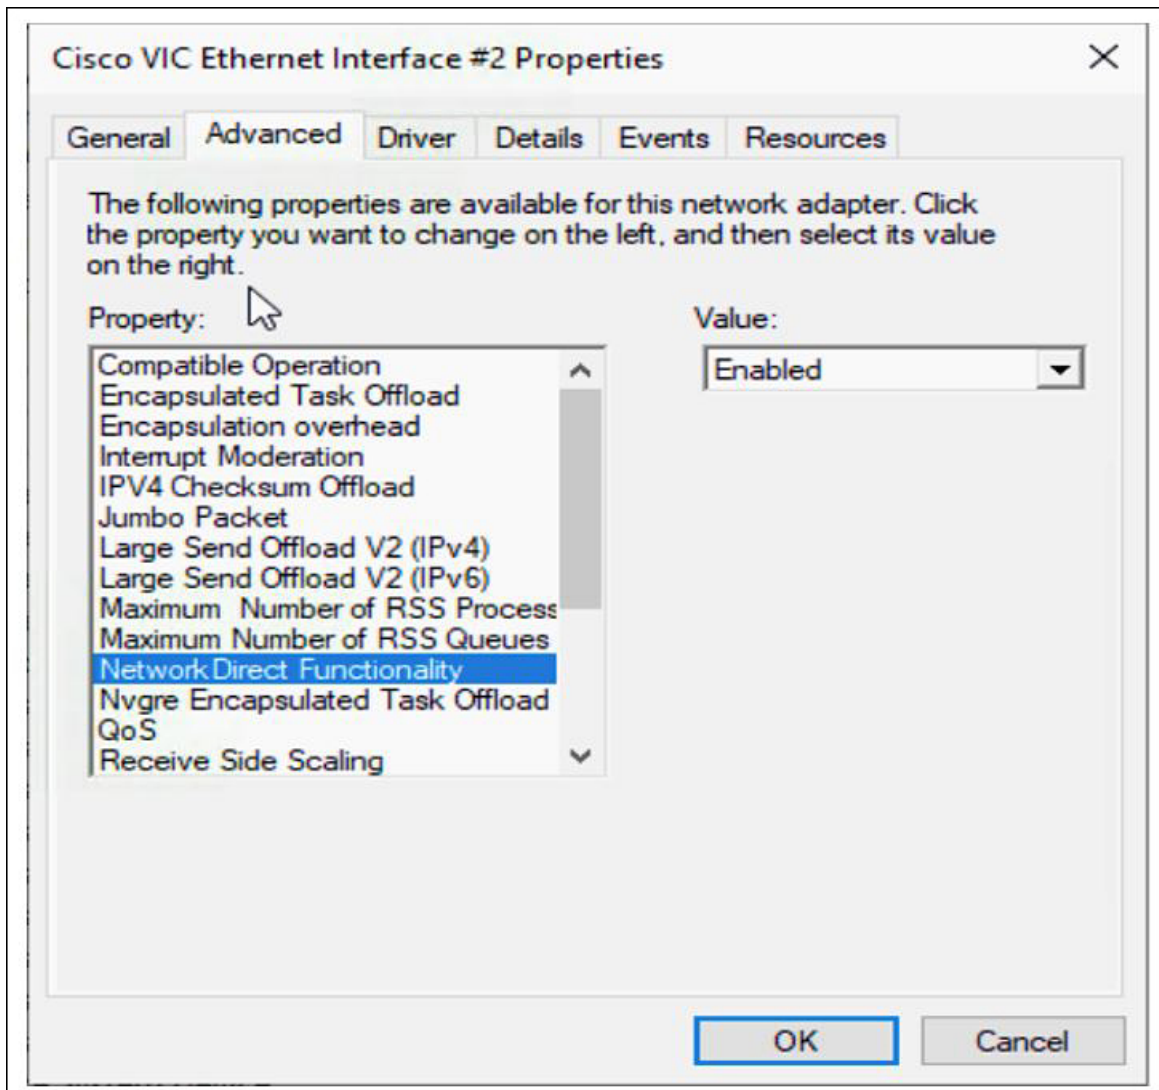 Cisco VIC Ethernet Interface #2 Properties
General Advanced Driver Details Events Resources
The following properties are available for this network adapter. Click
the property you want to change on the left, and then select its value
on the right.
Property:
Value:
Compatible Operation
Encapsulated Task Offload
Encapsulation overhead
Interrupt Moderation
IPV4 Checksum Offload
Jumbo Packet
Large Send Offload V2 (IPv4)
Large Send Offload V2 (IPv6)
Maximum Number of RSS Process
Maximum Number of RSS Queues
NetworkDirect Functionality
Nvgre Encapsulated Task Offload
QoS
Receive Side Scaling
Enabled
OK
Cancel